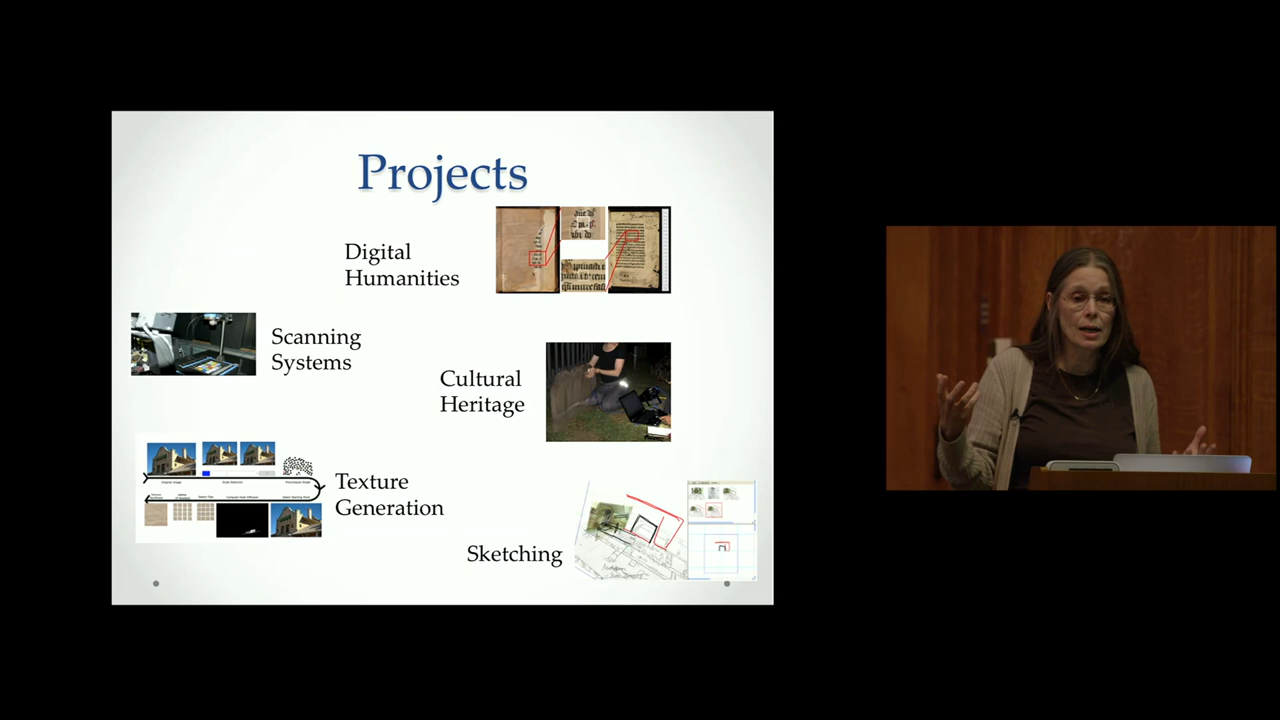 Projects
Digital
Humanities
Scanning
Systems
Cultural
Heritage
Texture
Generation
Sketching